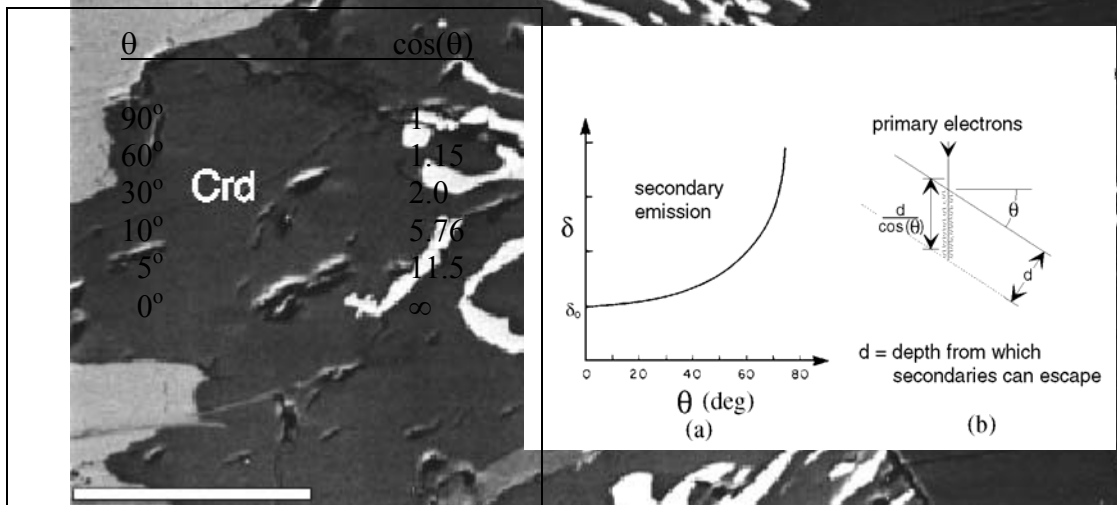 θ cos(θ)
90° 1
60° 1.15
30° 2.0
10° 5.76
5° 11.5
0° ∞
Crd
secondary
emission
δ
δ₀
0 20 40 60 80
θ (deg)
(a)
primary electrons
d
cos(θ)
θ
d
d = depth from which
secondaries can escape
(b)